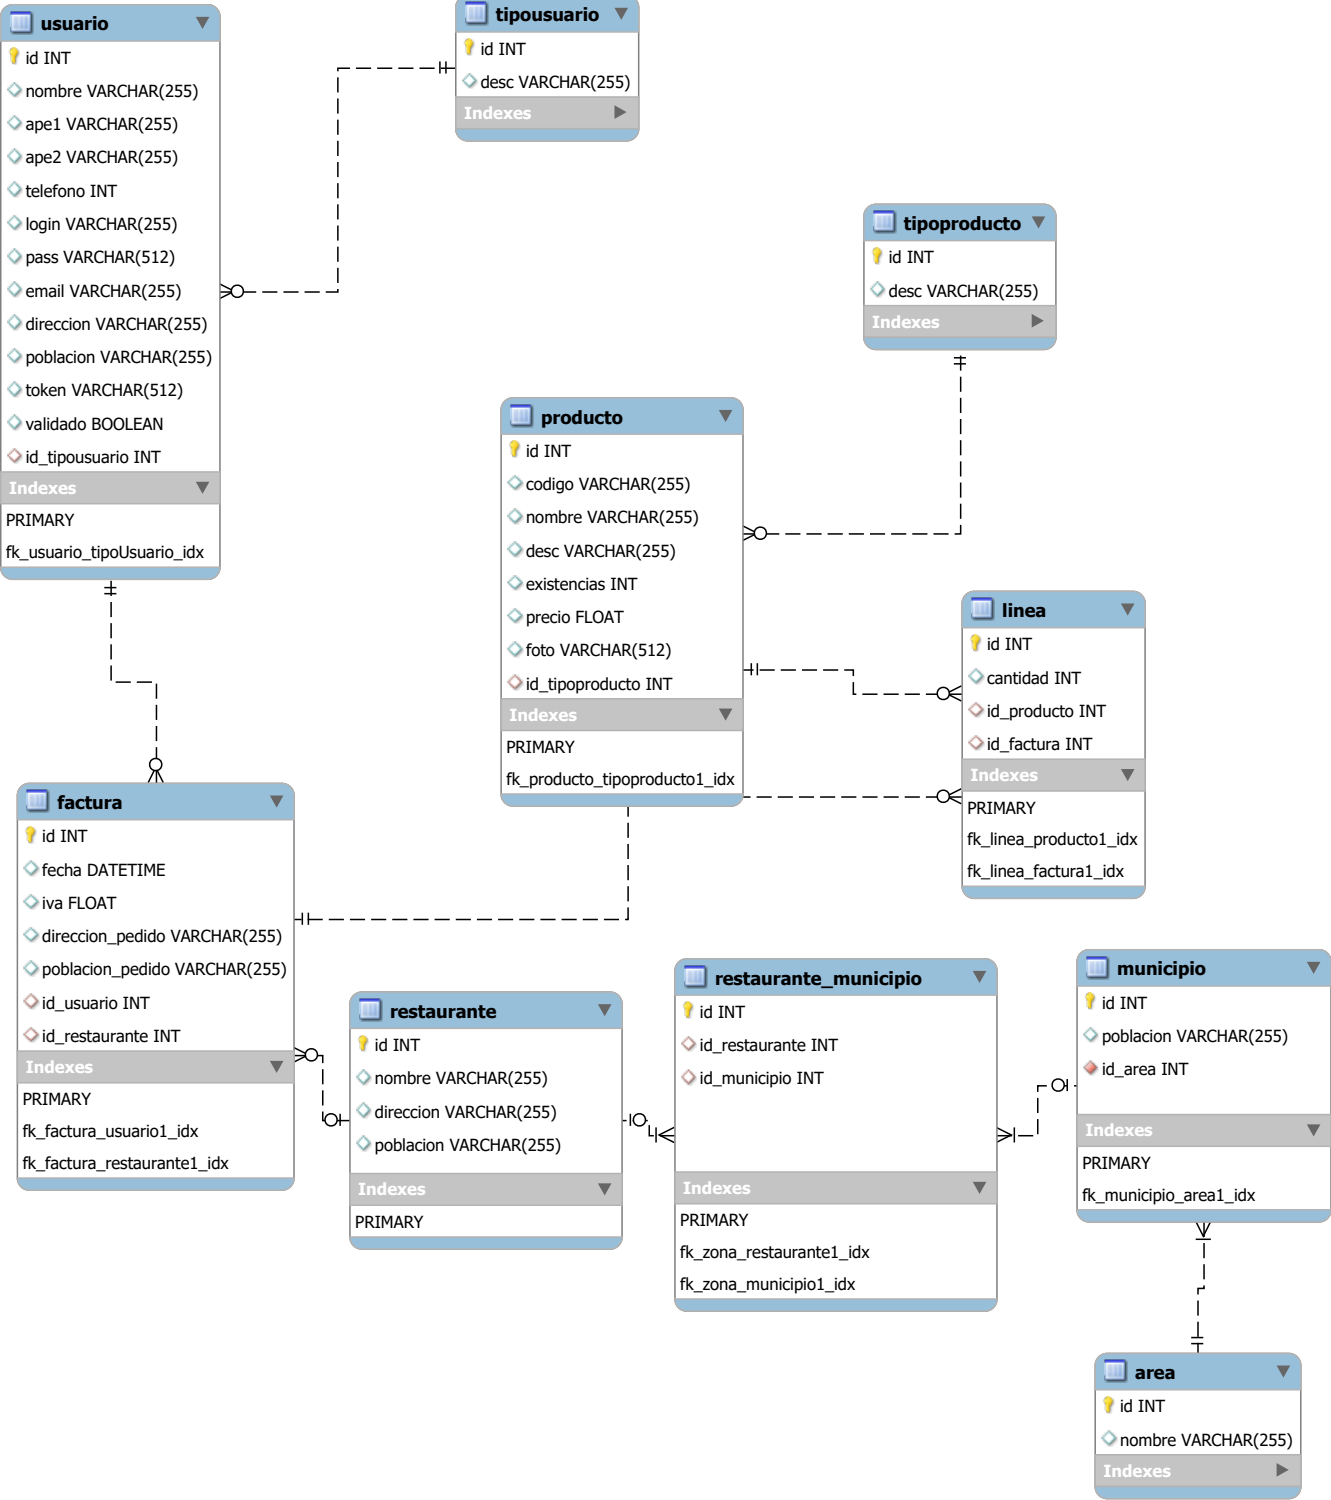 usuario
id INT
nombre VARCHAR(255)
ape1 VARCHAR(255)
ape2 VARCHAR(255)
telefono INT
login VARCHAR(255)
pass VARCHAR(512)
email VARCHAR(255)
direccion VARCHAR(255)
poblacion VARCHAR(255)
token VARCHAR(512)
validado BOOLEAN
id_tipousuario INT
Indexes
PRIMARY
fk_usuario_tipoUsuario_idx
tipousuario
id INT
desc VARCHAR(255)
Indexes
tipoproducto
id INT
desc VARCHAR(255)
Indexes
producto
id INT
codigo VARCHAR(255)
nombre VARCHAR(255)
desc VARCHAR(255)
existencias INT
precio FLOAT
foto VARCHAR(512)
id_tipoproducto INT
Indexes
PRIMARY
fk_producto_tipoproducto1_idx
linea
id INT
cantidad INT
id_producto INT
id_factura INT
Indexes
PRIMARY
fk_linea_producto1_idx
fk_linea_factura1_idx
factura
id INT
fecha DATETIME
iva FLOAT
direccion_pedido VARCHAR(255)
poblacion_pedido VARCHAR(255)
id_usuario INT
id_restaurante INT
Indexes
PRIMARY
fk_factura_usuario1_idx
fk_factura_restaurante1_idx
restaurante
id INT
nombre VARCHAR(255)
direccion VARCHAR(255)
poblacion VARCHAR(255)
Indexes
PRIMARY
restaurante_municipio
id INT
id_restaurante INT
id_municipio INT
Indexes
PRIMARY
fk_zona_restaurante1_idx
fk_zona_municipio1_idx
municipio
id INT
poblacion VARCHAR(255)
id_area INT
Indexes
PRIMARY
fk_municipio_area1_idx
area
id INT
nombre VARCHAR(255)
Indexes